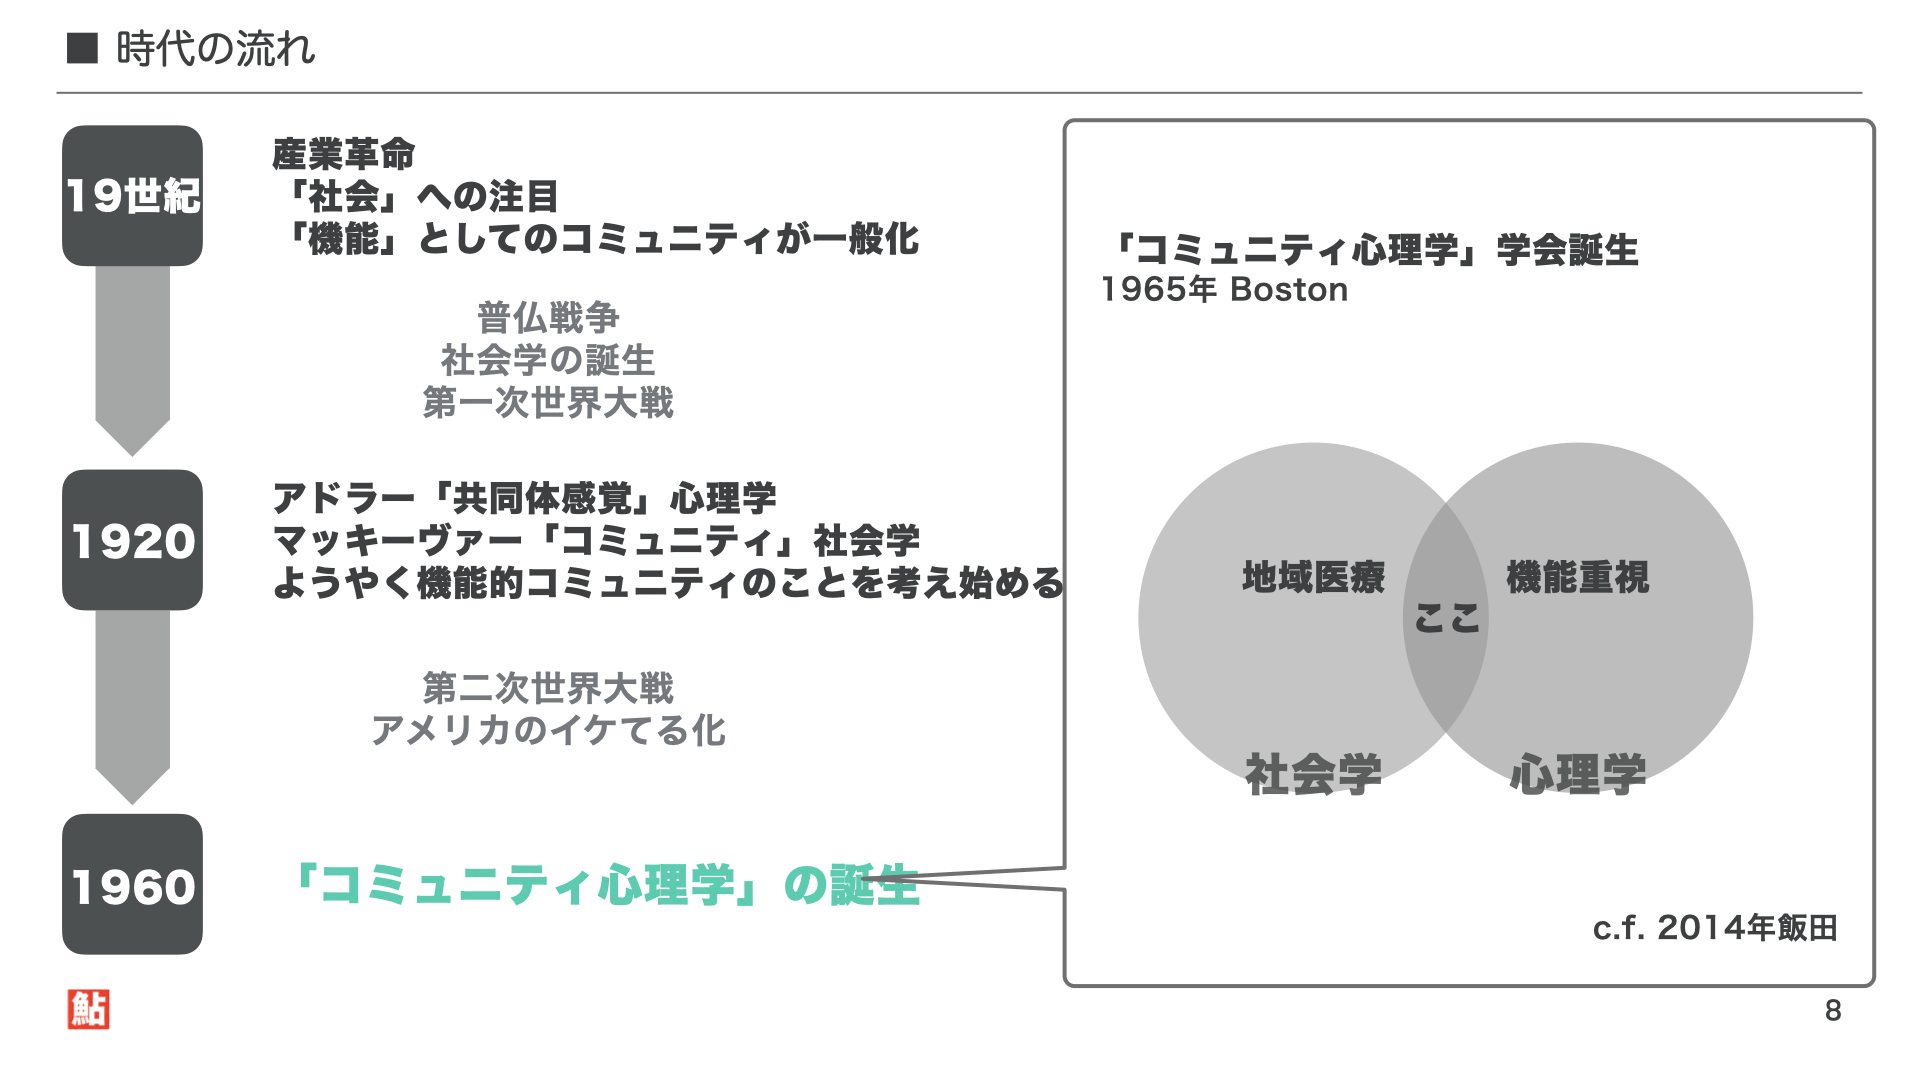 ■ 時代の流れ
19世紀
産業革命
「社会」への注目
「機能」としてのコミュニティが一般化
普仏戦争
社会学の誕生
第一次世界大戦
1920
アドラー「共同体感覚」心理学
マッキーヴァー「コミュニティ」社会学
ようやく機能的コミュニティのことを考え始める
第二次世界大戦
アメリカのイケてる化
1960
「コミュニティ心理学」の誕生
「コミュニティ心理学」学会誕生
1965年 Boston
地域医療
機能重視
ここ
社会学
心理学
c.f. 2014年飯田
鮎
8